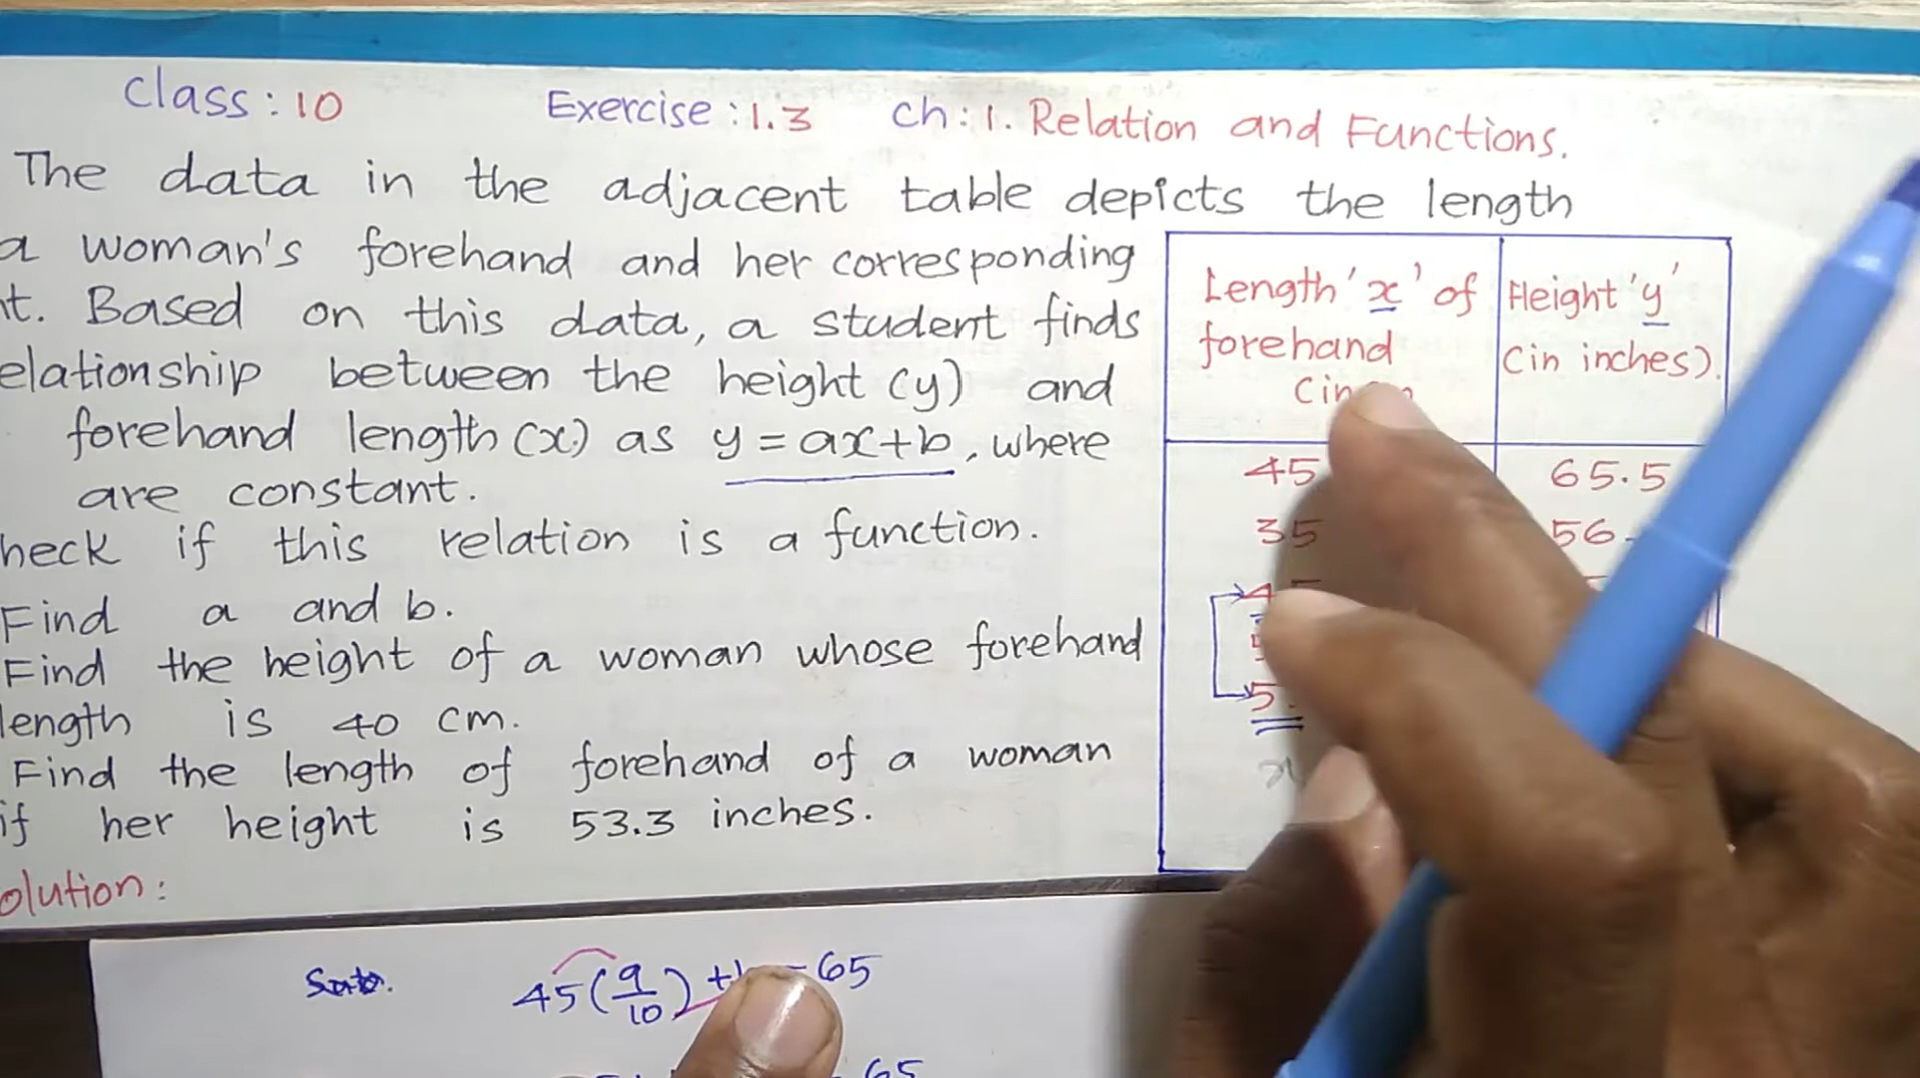 Class: 10 Exercise: 1.3 Ch: 1. Relation and Functions.
The data in the adjacent table depicts the length
a woman's forehand and her corresponding
t. Based on this data, a student finds
elationship between the height (y) and
forehand length (x) as y = ax+b, where
are constant.
heck if this relation is a function.
Find a and b.
Find the height of a woman whose forehand
length is 40 cm.
Find the length of forehand of a woman
if her height is 53.3 inches.
olution:
Length 'x' of
forehand
Cin
Height 'y'
(in inches).
45 65.5
35 56.
45(9/10) + = 65
65